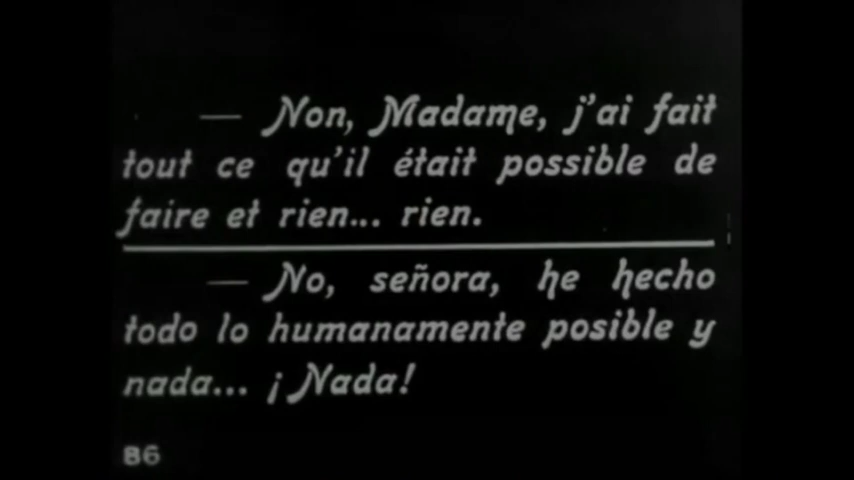 — Non, Madame, j'ai fait
tout ce qu'il était possible de
faire et rien... rien.
— No, señora, he hecho
todo lo humanamente posible y
nada... ¡Nada!
86